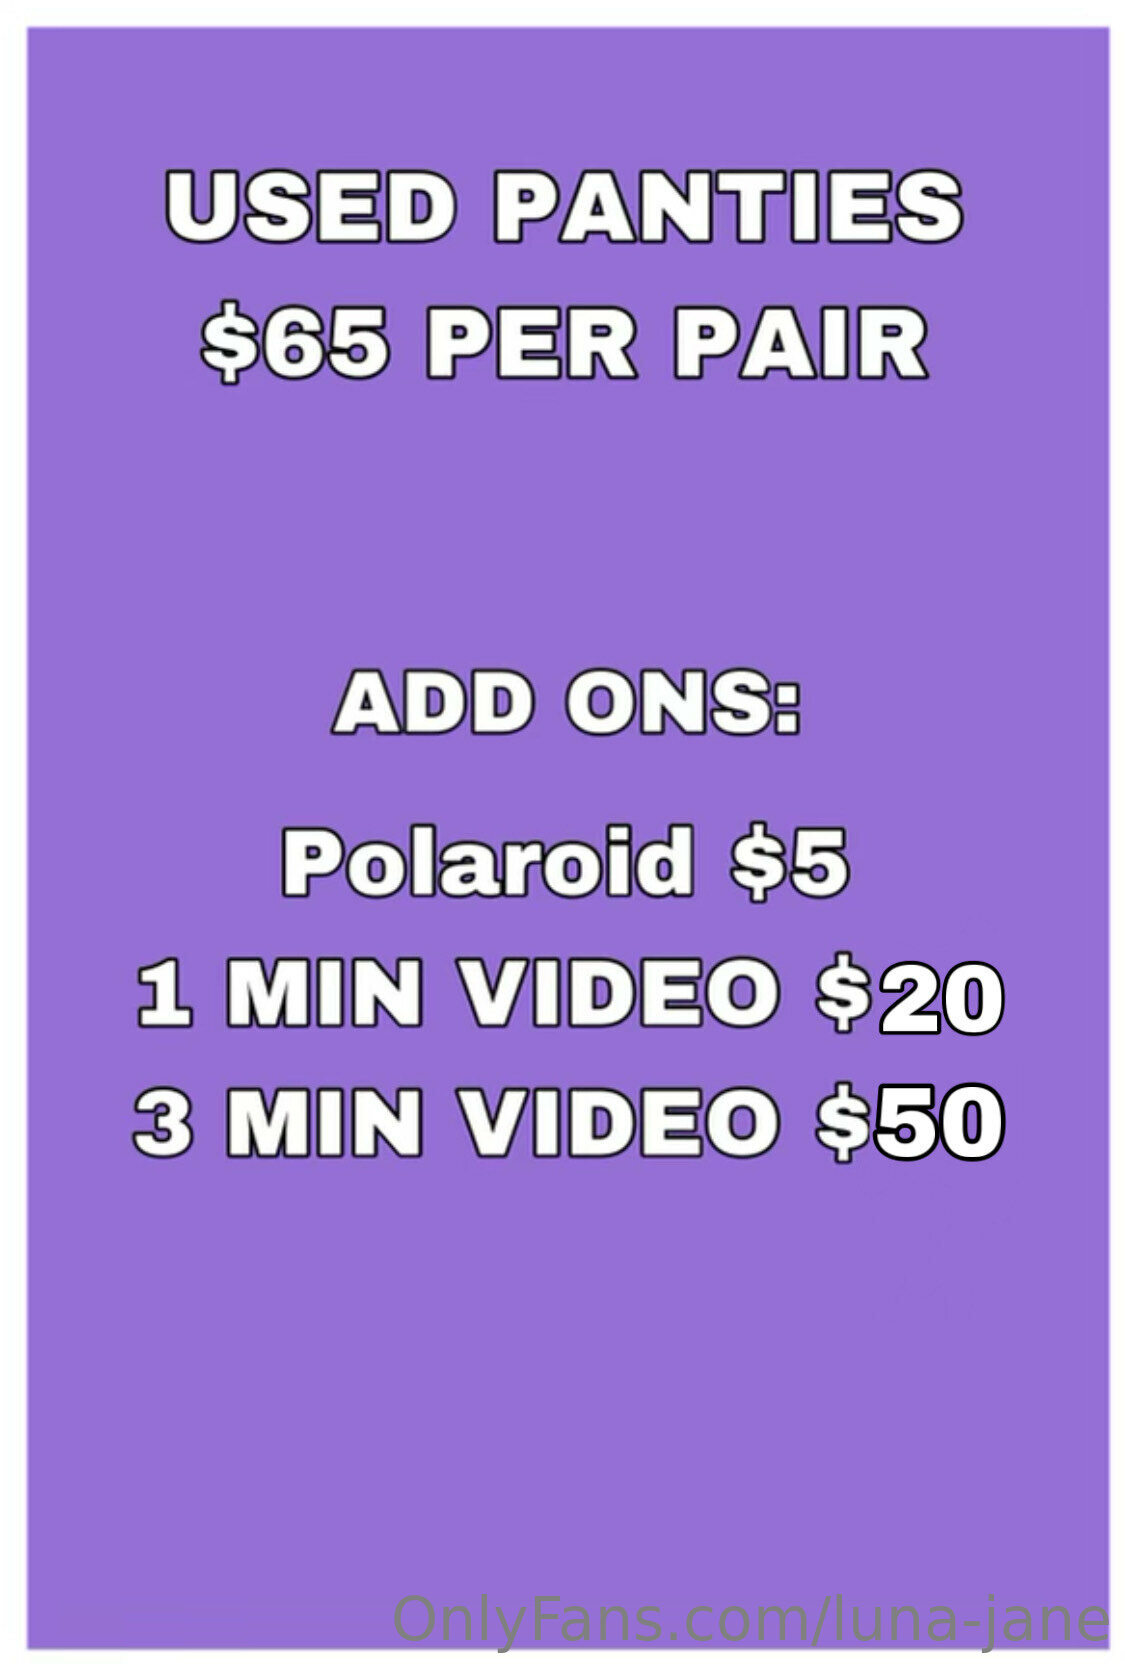 USED PANTIES
$65 PER PAIR
ADD ONS:
Polaroid $5
1 MIN VIDEO $20
3 MIN VIDEO $50
OnlyFans.com/luna-jane